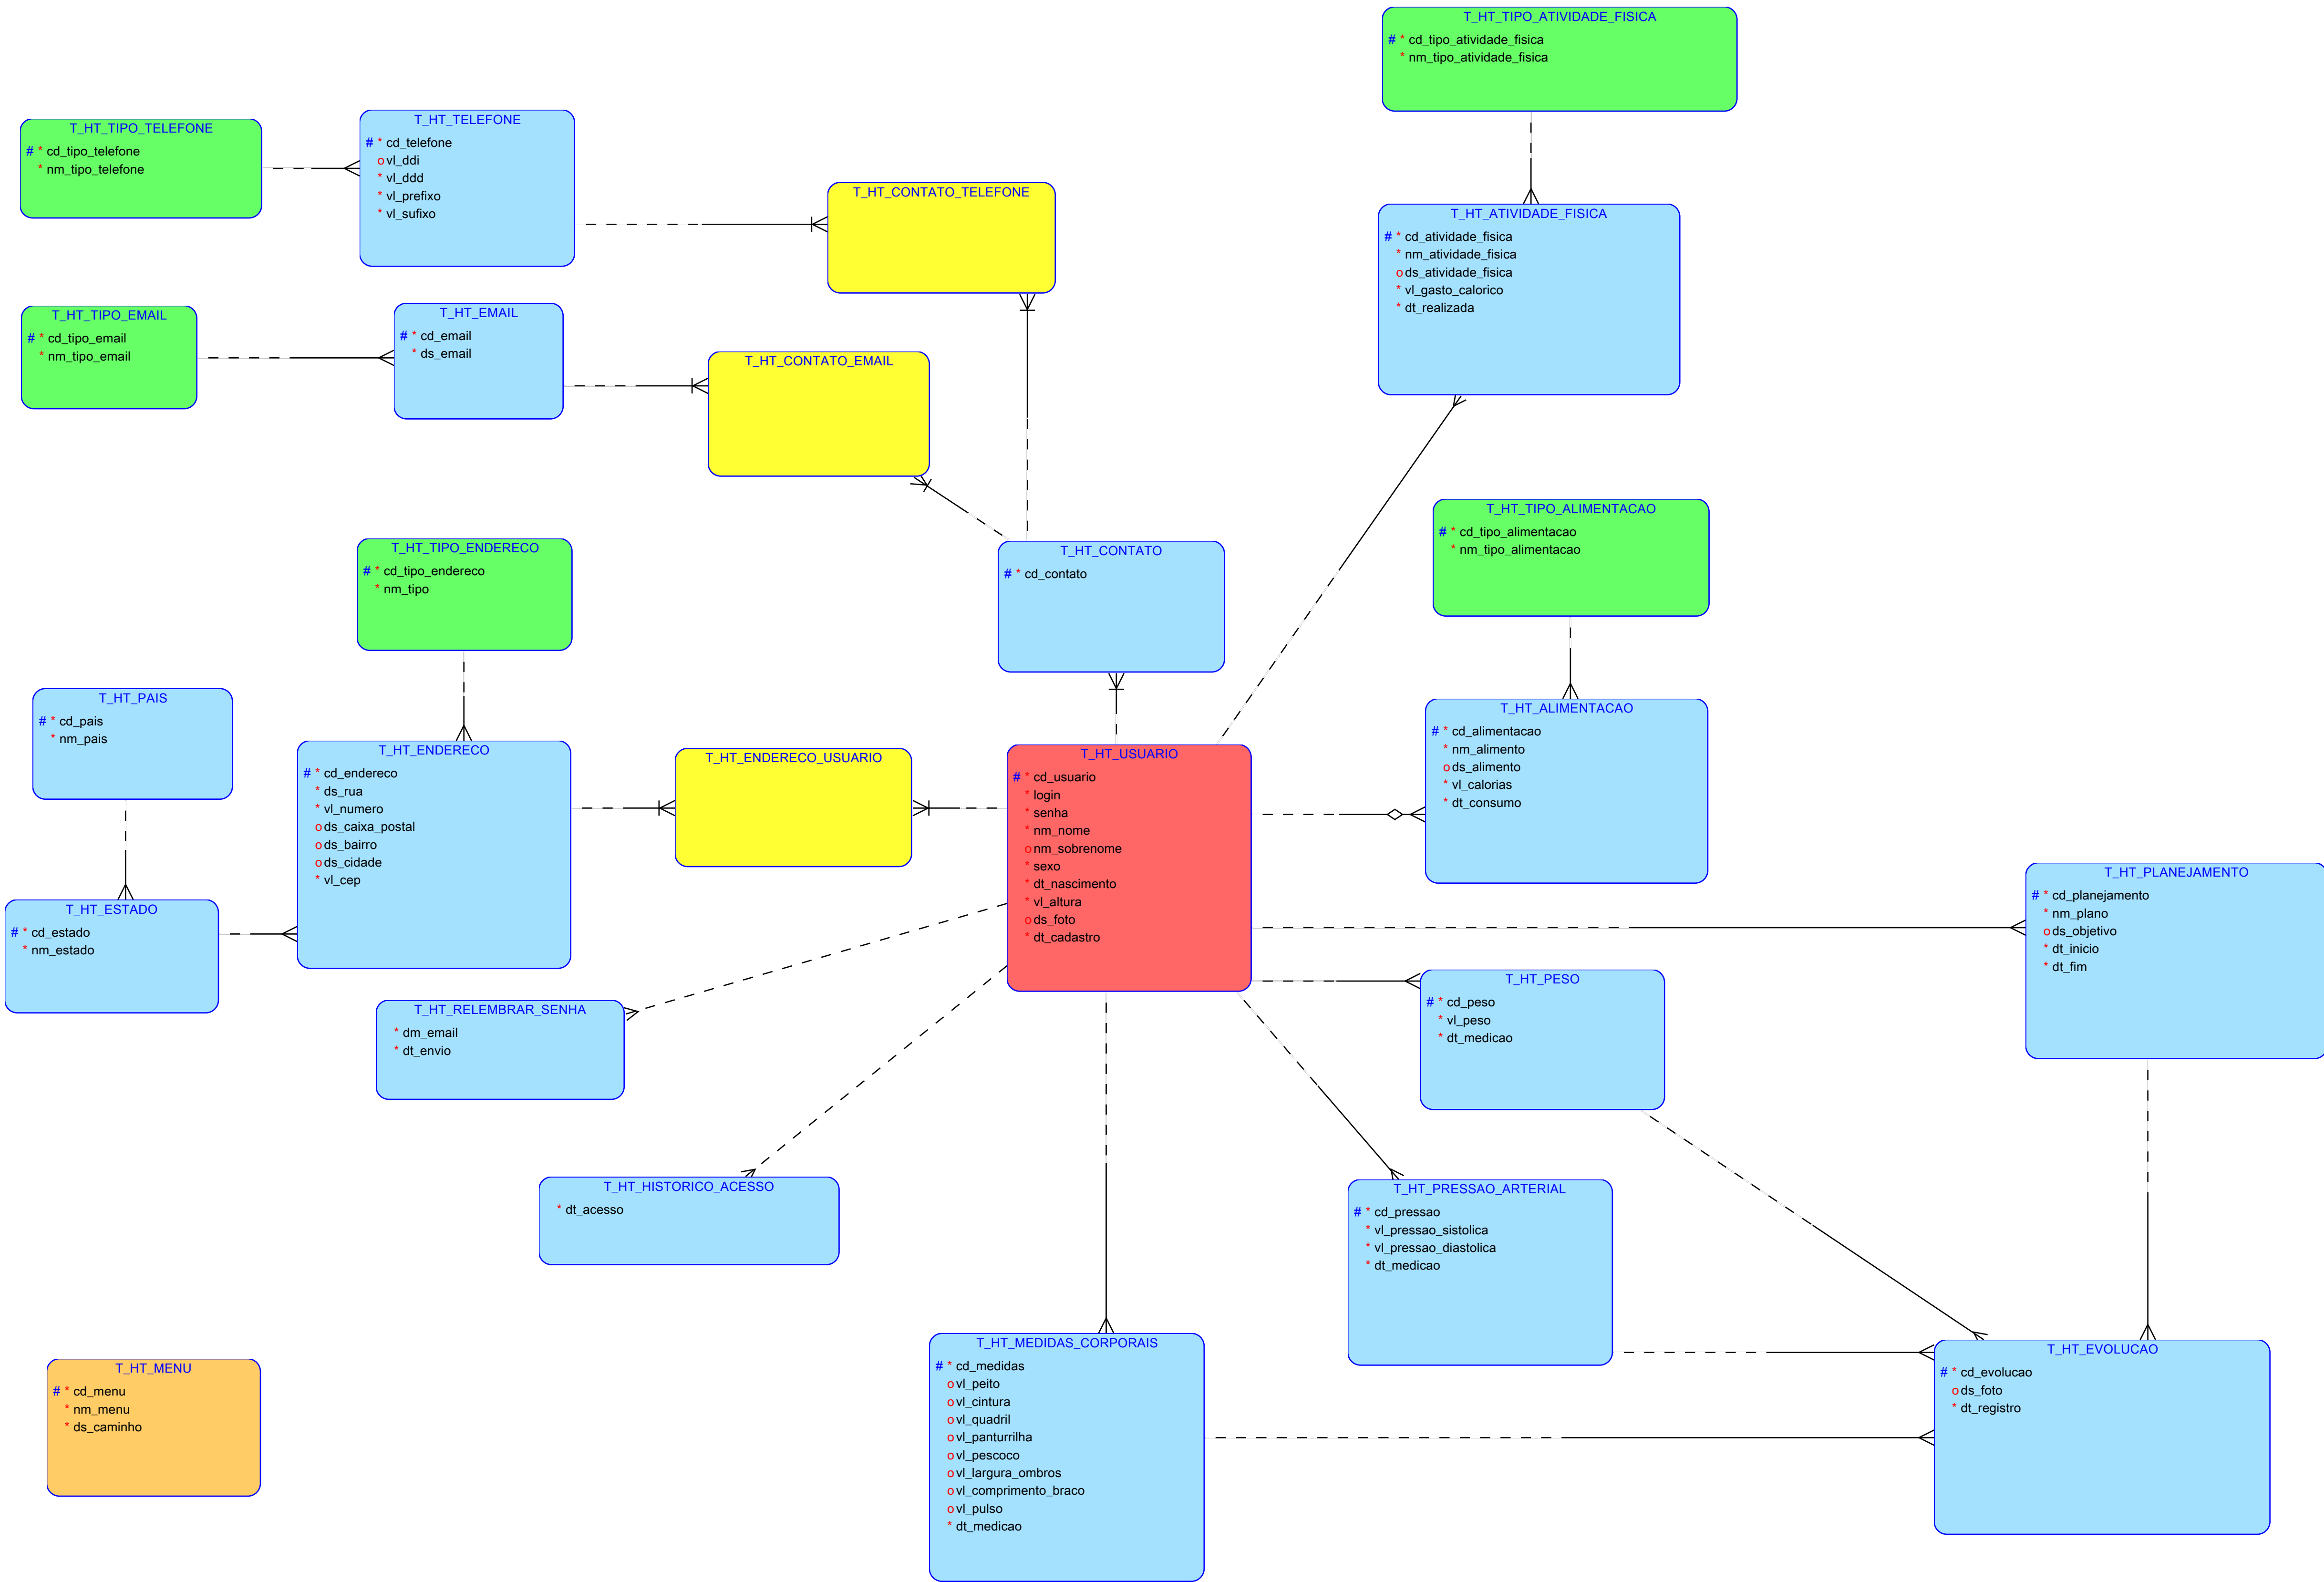 T_HT_TIPO_ATIVIDADE_FISICA
# * cd_tipo_atividade_fisica
* nm_tipo_atividade_fisica
T_HT_TIPO_TELEFONE
# * cd_tipo_telefone
* nm_tipo_telefone
T_HT_TELEFONE
# * cd_telefone
o vl_ddi
* vl_ddd
* vl_prefixo
* vl_sufixo
T_HT_CONTATO_TELEFONE
T_HT_ATIVIDADE_FISICA
# * cd_atividade_fisica
* nm_atividade_fisica
o ds_atividade_fisica
* vl_gasto_calorico
* dt_realizada
T_HT_TIPO_EMAIL
# * cd_tipo_email
* nm_tipo_email
T_HT_EMAIL
# * cd_email
* ds_email
T_HT_CONTATO_EMAIL
T_HT_TIPO_ENDERECO
# * cd_tipo_endereco
* nm_tipo
T_HT_CONTATO
# * cd_contato
T_HT_TIPO_ALIMENTACAO
# * cd_tipo_alimentacao
* nm_tipo_alimentacao
T_HT_PAIS
# * cd_pais
* nm_pais
T_HT_ENDERECO
# * cd_endereco
* ds_rua
* vl_numero
o ds_caixa_postal
o ds_bairro
o ds_cidade
* vl_cep
T_HT_ENDERECO_USUARIO
T_HT_USUARIO
# * cd_usuario
* login
* senha
* nm_nome
o nm_sobrenome
* sexo
* dt_nascimento
* vl_altura
o ds_foto
* dt_cadastro
T_HT_ALIMENTACAO
# * cd_alimentacao
* nm_alimento
o ds_alimento
* vl_calorias
* dt_consumo
T_HT_PLANEJAMENTO
# * cd_planejamento
* nm_plano
o ds_objetivo
* dt_inicio
* dt_fim
T_HT_ESTADO
# * cd_estado
* nm_estado
T_HT_RELEMBRAR_SENHA
* dm_email
* dt_envio
T_HT_PESO
# * cd_peso
* vl_peso
* dt_medicao
T_HT_HISTORICO_ACESSO
* dt_acesso
T_HT_PRESSAO_ARTERIAL
# * cd_pressao
* vl_pressao_sistolica
* vl_pressao_diastolica
* dt_medicao
T_HT_MENU
# * cd_menu
* nm_menu
* ds_caminho
T_HT_MEDIDAS_CORPORAIS
# * cd_medidas
o vl_peito
o vl_cintura
o vl_quadril
o vl_panturrilha
o vl_pescoco
o vl_largura_ombros
o vl_comprimento_braco
o vl_pulso
* dt_medicao
T_HT_EVOLUCAO
# * cd_evolucao
o ds_foto
* dt_registro